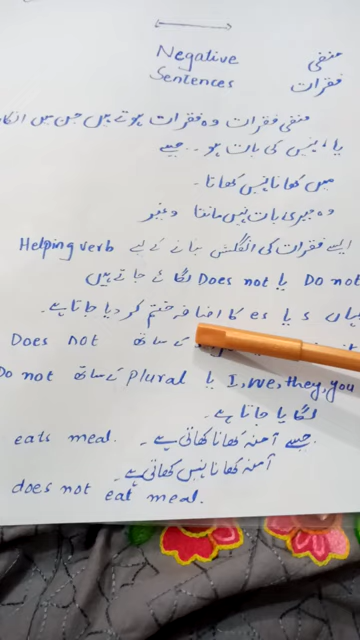 Negative منفی
Sentences فقرات
منفی فقرات وہ فقرات ہوتے ہیں جن میں انکار
یا نہیں کی بات ہو۔۔ جیسے
میں کھانا نہیں کھاتا۔
وہ میری بات نہیں مانتا وغیرہ
ایسے فقرات کی انگلش بنانے کے لیے Helping verb
Do not یا Does not لگائے جاتے ہیں
یہاں s یا es کا اضافہ ختم کر دیا جاتا ہے۔
کے ساتھ Does not
I, we, they, you یا Plural کے ساتھ Do not
لگایا جاتا ہے۔
جیسے آمنہ کھانا کھاتی ہے۔ eats meal.
آمنہ کھانا نہیں کھاتی ہے۔
does not eat meal.